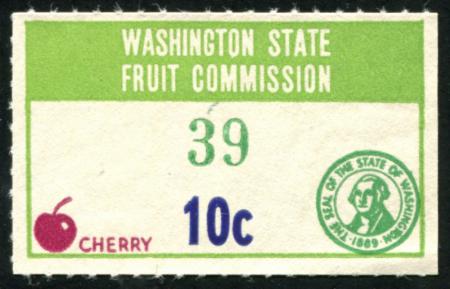 WASHINGTON STATE
FRUIT COMMISSION
39
10c
CHERRY
THE SEAL OF THE STATE OF WASHINGTON
1889